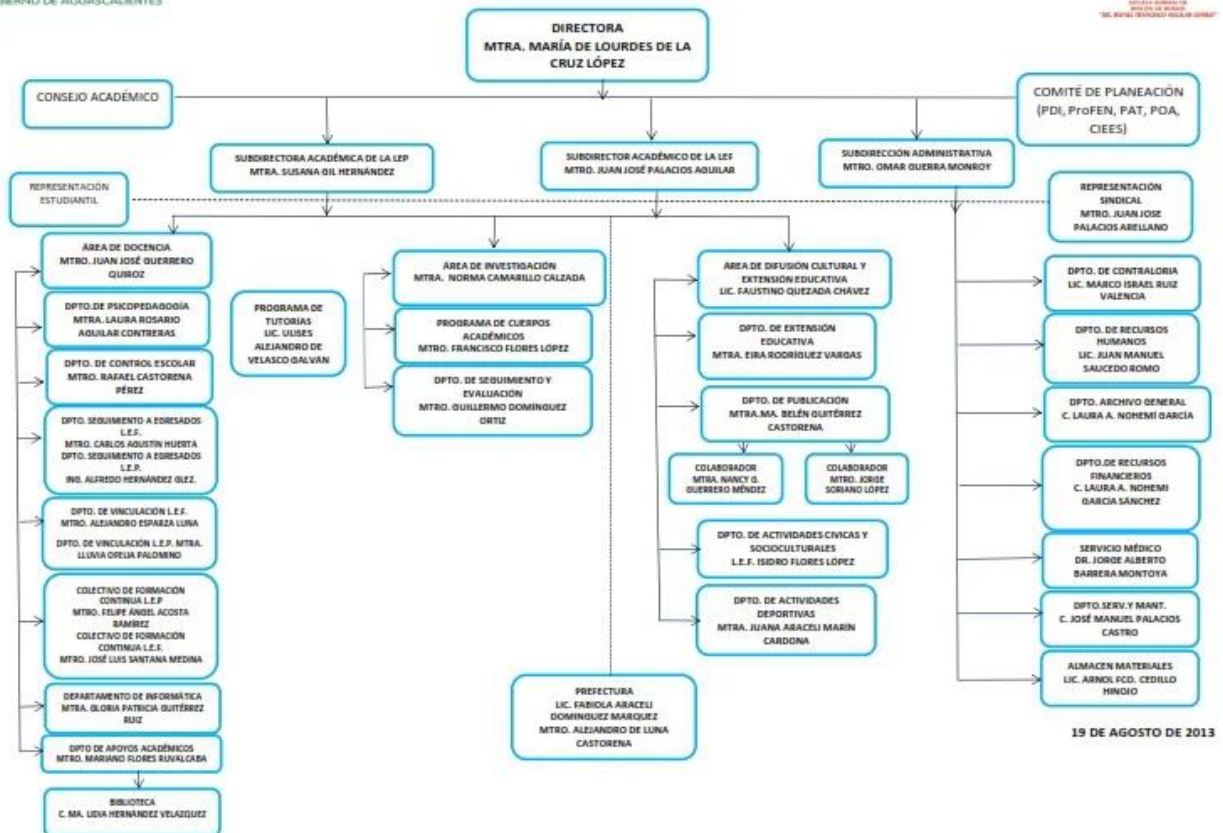 DIRECTORA
MTRA. MARÍA DE LOURDES DE LA
CRUZ LÓPEZ
CONSEJO ACADÉMICO
COMITÉ DE PLANEACIÓN
(PDI, ProFEN, PAT, POA,
CIEES)
SUBDIRECTORA ACADÉMICA DE LA LEP
MTRA. SUSANA GIL HERNÁNDEZ
SUBDIRECTOR ACADÉMICO DE LA LEF
MTRO. JUAN JOSÉ PALACIOS AGUILAR
SUBDIRECCIÓN ADMINISTRATIVA
MTRO. OMAR GUERRA MONROY
REPRESENTACIÓN
ESTUDIANTIL
REPRESENTACIÓN
SINDICAL
MTRO. JUAN JOSE
PALACIOS ARELLANO
ÁREA DE DOCENCIA
MTRO. JUAN JOSÉ GUERRERO
QUIROZ
DPTO.DE PSICOPEDAGOGÍA
MTRA. LAURA ROSARIO
AGUILAR CONTRERAS
DPTO. DE CONTROL ESCOLAR
MTRO. RAFAEL CASTORENA
PÉREZ
DPTO. SEGUIMIENTO A EGRESADOS
L.E.F.
MTRO. CARLOS AGUSTÍN HUERTA
DPTO. SEGUIMIENTO A EGRESADOS
L.E.P.
ING. ALFREDO HERNÁNDEZ GLEZ.
DPTO. DE VINCULACIÓN L.E.F.
MTRO. ALEJANDRO ESPARZA LUNA
DPTO. DE VINCULACIÓN L.E.P. MTRA.
LLUVIA OFELIA PALOMINO
COLECTIVO DE FORMACIÓN
CONTINUA L.E.P
MTRO. FELIPE ÁNGEL ACOSTA
RAMÍREZ
COLECTIVO DE FORMACIÓN
CONTINUA L.E.F.
MTRO. JOSÉ LUIS SANTANA MEDINA
DEPARTAMENTO DE INFORMÁTICA
MTRA. GLORIA PATRICIA GUITÉRREZ
RUIZ
DPTO DE APOYOS ACADÉMICOS
MTRO. MARIANO FLORES RUVALCABA
BIBLIOTECA
C. MA. LIDIA HERNÁNDEZ VELAZQUEZ
PROGRAMA DE
TUTORÍAS
LIC. ULISES
ALEJANDRO DE
VELASCO GALVÁN
ÁREA DE INVESTIGACIÓN
MTRA. NORMA CAMARILLO CALZADA
PROGRAMA DE CUERPOS
ACADÉMICOS
MTRO. FRANCISCO FLORES LÓPEZ
DPTO. DE SEGUIMIENTO Y
EVALUACIÓN
MTRO. GUILLERMO DOMÍNGUEZ
ORTIZ
ÁREA DE DIFUSIÓN CULTURAL Y
EXTENSIÓN EDUCATIVA
LIC. FAUSTINO QUEZADA CHÁVEZ
DPTO. DE EXTENSIÓN
EDUCATIVA
MTRA. EIRA RODRÍGUEZ VARGAS
DPTO. DE PUBLICACIÓN
MTRA.MA. BELÉN GUITÉRREZ
CASTORENA
COLABORADOR
MTRA. NANCY G.
GUERRERO MÉNDEZ
COLABORADOR
MTRO. JORGE
SORIANO LÓPEZ
DPTO. DE ACTIVIDADES CIVICAS Y
SOCIOCULTURALES
L.E.F. ISIDRO FLORES LÓPEZ
DPTO. DE ACTIVIDADES
DEPORTIVAS
MTRA. JUANA ARACELI MARIN
CARDONA
PREFECTURA
LIC. FABIOLA ARACELI
DOMINGUEZ MARQUEZ
MTRO. ALEJANDRO DE LUNA
CASTORENA
DPTO. DE CONTRALORIA
LIC. MARCO ISRAEL RUIZ
VALENCIA
DPTO. DE RECURSOS
HUMANOS
LIC. JUAN MANUEL
SAUCEDO ROMO
DPTO. ARCHIVO GENERAL
C. LAURA A. NOHEMÍ GARCÍA
DPTO.DE RECURSOS
FINANCIEROS
C. LAURA A. NOHEMI
GARCIA SÁNCHEZ
SERVICIO MÉDICO
DR. JORGE ALBERTO
BARRERA MONTOYA
DPTO.SERV.Y MANT.
C. JOSÉ MANUEL PALACIOS
CASTRO
ALMACEN MATERIALES
LIC. ARNOL FCO. CEDILLO
HINOJO
19 DE AGOSTO DE 2013